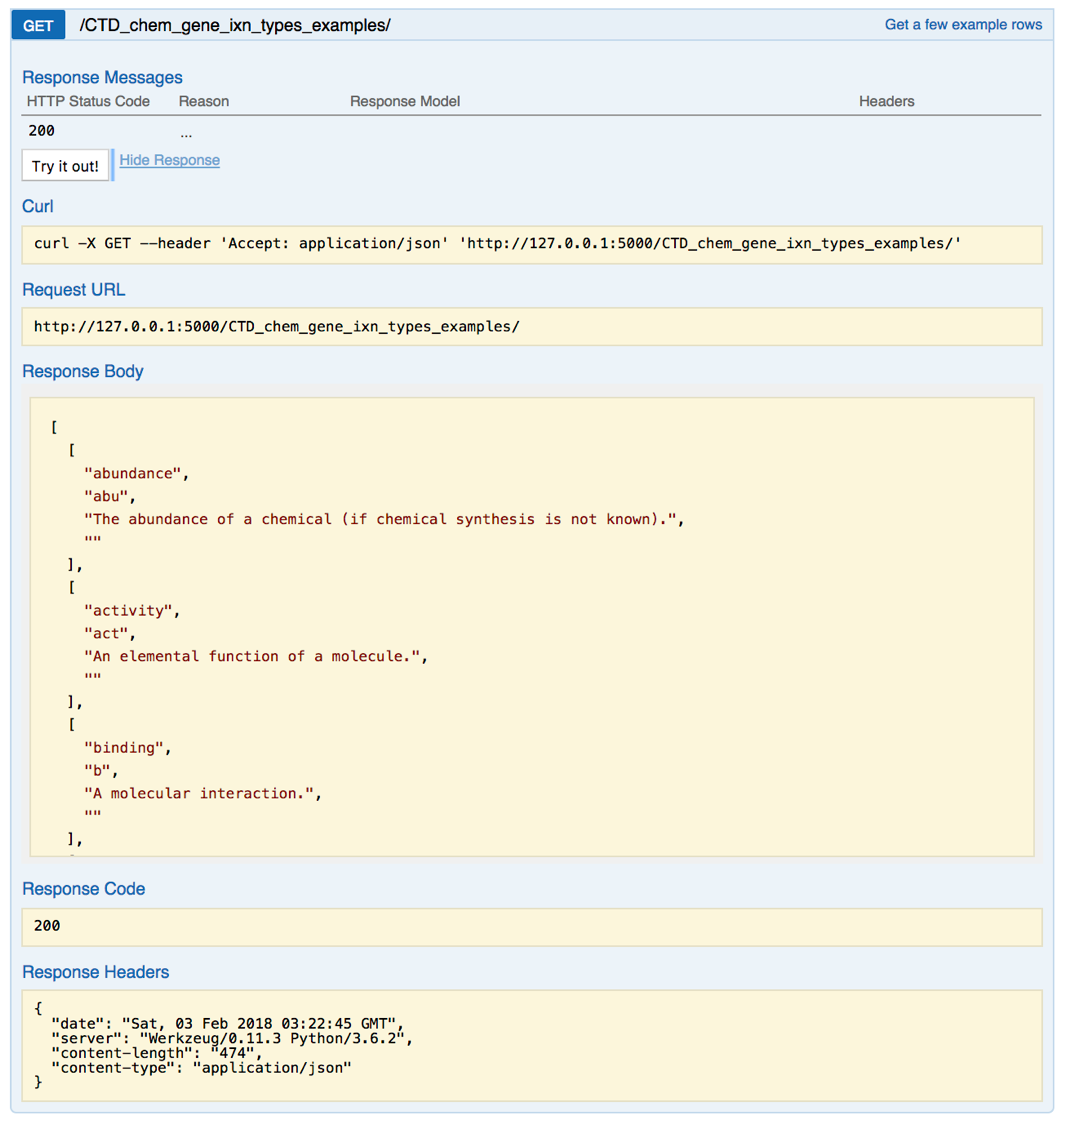 GET /CTD_chem_gene_ixn_types_examples/ Get a few example rows
Response Messages
HTTP Status Code Reason Response Model Headers
200 ...
Try it out! Hide Response
Curl
curl -X GET --header 'Accept: application/json' 'http://127.0.0.1:5000/CTD_chem_gene_ixn_types_examples/'
Request URL
http://127.0.0.1:5000/CTD_chem_gene_ixn_types_examples/
Response Body
[
  [
    "abundance",
    "abu",
    "The abundance of a chemical (if chemical synthesis is not known).",
    ""
  ],
  [
    "activity",
    "act",
    "An elemental function of a molecule.",
    ""
  ],
  [
    "binding",
    "b",
    "A molecular interaction.",
    ""
  ],
Response Code
200
Response Headers
{
  "date": "Sat, 03 Feb 2018 03:22:45 GMT",
  "server": "Werkzeug/0.11.3 Python/3.6.2",
  "content-length": "474",
  "content-type": "application/json"
}